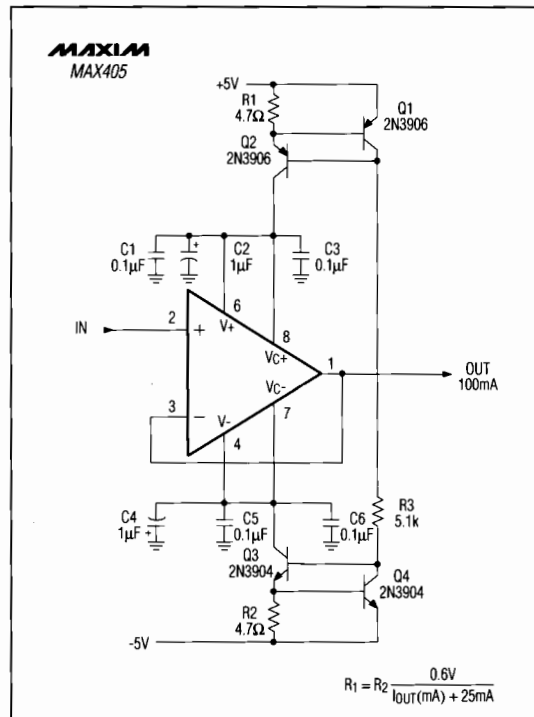 MAXIM
MAX405
+5V
R1
4.7Ω
Q1
2N3906
Q2
2N3906
C1
0.1µF
+
C2
1µF
C3
0.1µF
6
V+
8
VC+
IN
2
+
1
OUT
100mA
3
−
VC-
7
V-
4
C4
1µF
+
C5
0.1µF
C6
0.1µF
R3
5.1k
Q3
2N3904
Q4
2N3904
R2
4.7Ω
-5V
R1 = R2 0.6V / IOUT(mA) + 25mA